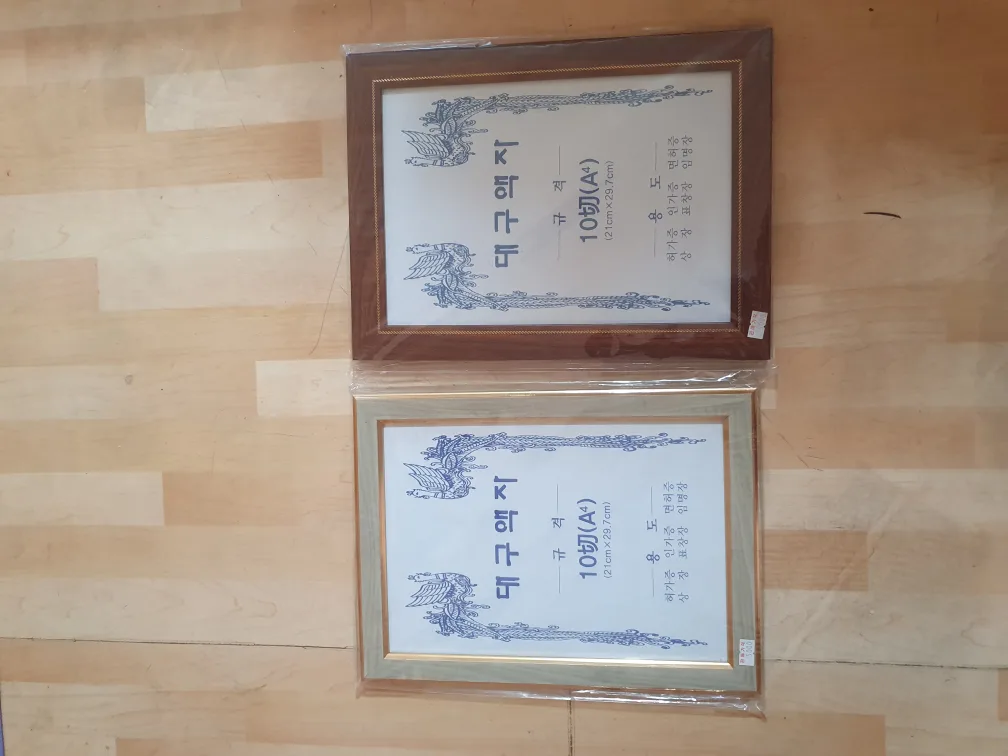 대구액자
규격
10切(A4)
(21cm×29.7cm)
용도
허가증 인가증 면허증
상장 표창장 임명장
대구액자
규격
10切(A4)
(21cm×29.7cm)
용도
허가증 인가증 면허증
상장 표창장 임명장